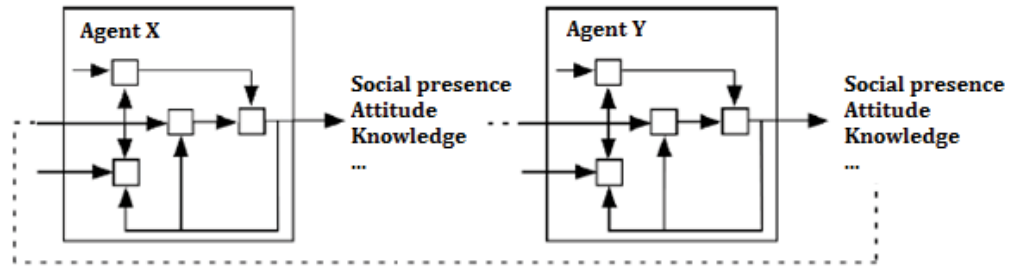 Agent X
Social presence
Attitude
Knowledge
...
Agent Y
Social presence
Attitude
Knowledge
...